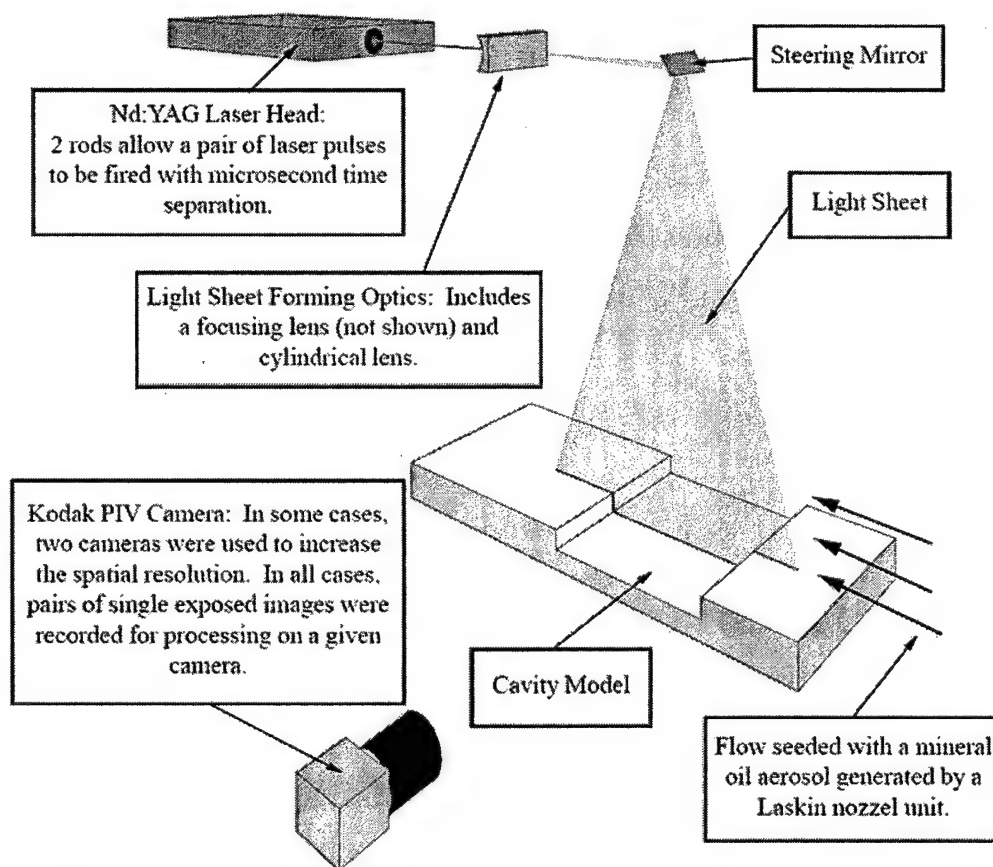 Steering Mirror
Nd:YAG Laser Head:
2 rods allow a pair of laser pulses
to be fired with microsecond time
separation.
Light Sheet
Light Sheet Forming Optics: Includes
a focusing lens (not shown) and
cylindrical lens.
Kodak PIV Camera: In some cases,
two cameras were used to increase
the spatial resolution. In all cases,
pairs of single exposed images were
recorded for processing on a given
camera.
Cavity Model
Flow seeded with a mineral
oil aerosol generated by a
Laskin nozzel unit.